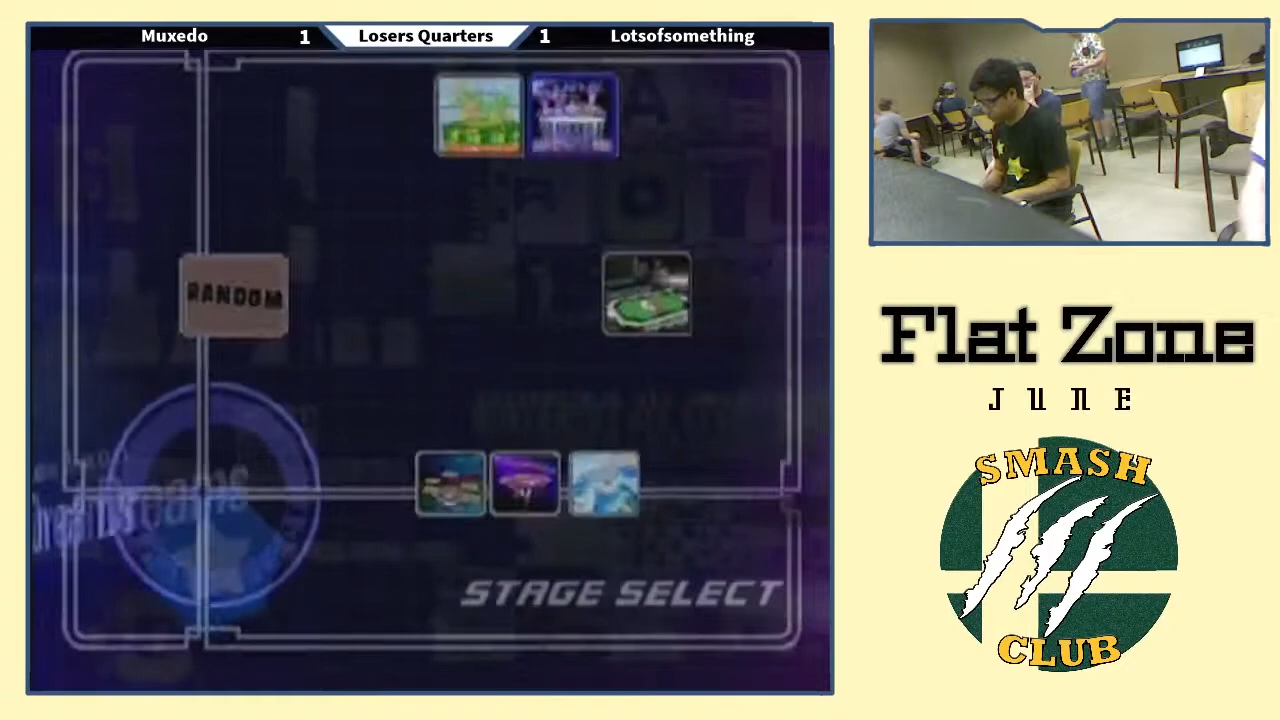 Muxedo 1 Losers Quarters 1 Lotsofsomething
RANDOM
STAGE SELECT
Flat Zone
JUNE
SMASH
CLUB